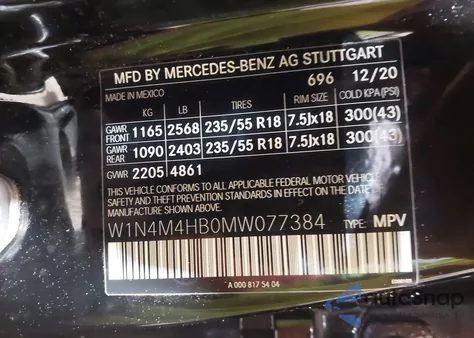 MFD BY MERCEDES-BENZ AG STUTTGART
MADE IN MEXICO 696 12/20
KG LB TIRES RIM SIZE COLD KPA(PSI)
GAWR FRONT 1165 2568 235/55 R18 7.5Jx18 300(43)
GAWR REAR 1090 2403 235/55 R18 7.5Jx18 300(43)
GVWR 2205 4861
THIS VEHICLE CONFORMS TO ALL APPLICABLE FEDERAL MOTOR VEHICLE
SAFETY AND THEFT PREVENTION STANDARDS IN EFFECT ON THE DATE OF
MANUFACTURE SHOWN ABOVE.
W1N4M4HB0MW077384 TYPE: MPV
A 000 817 54 04
AutoSnap